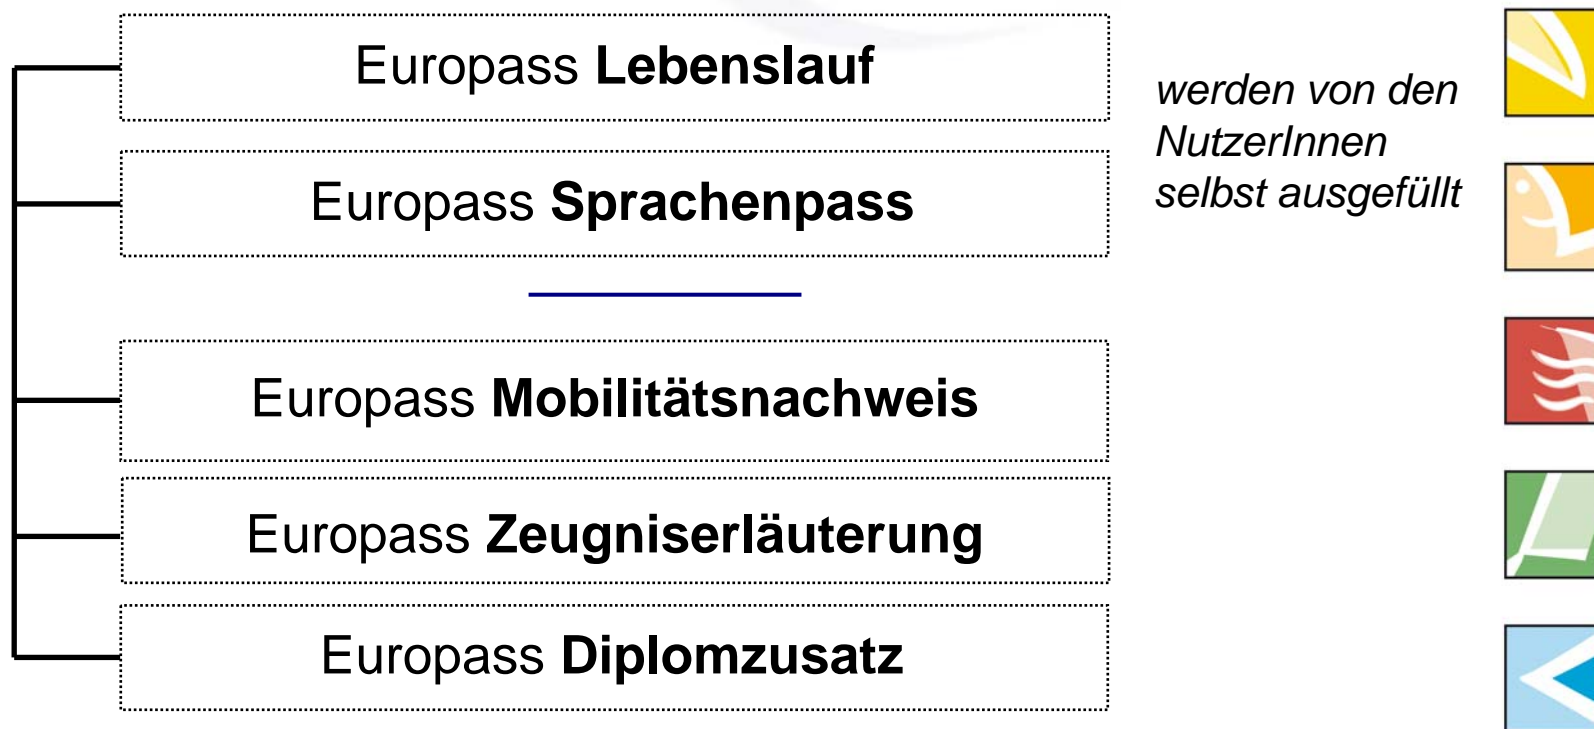 Europass Lebenslauf
werden von den
NutzerInnen
selbst ausgefüllt
Europass Sprachenpass
Europass Mobilitätsnachweis
Europass Zeugniserläuterung
Europass Diplomzusatz